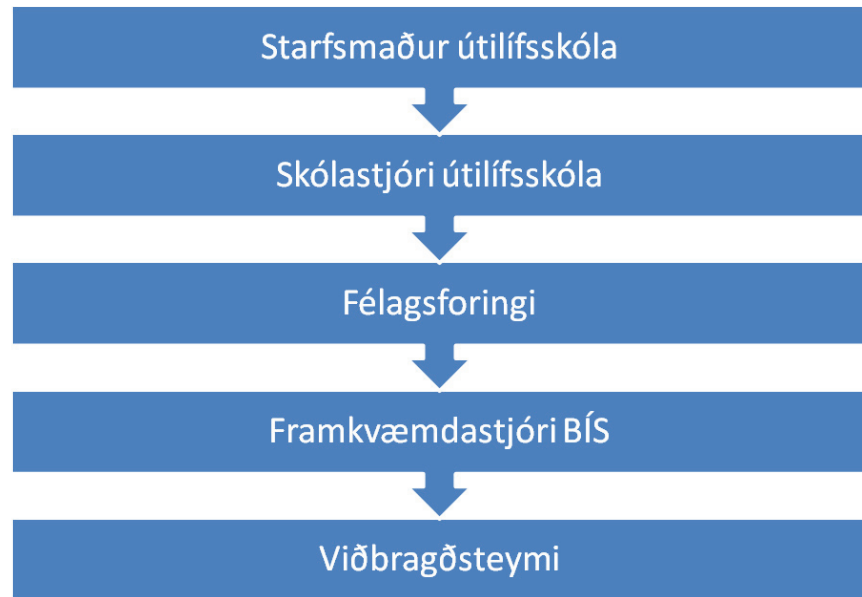 Starfsmaður útilífsskóla
Skólastjóri útilífsskóla
Félagsforingi
Framkvæmdastjóri BÍS
Viðbragðsteymi